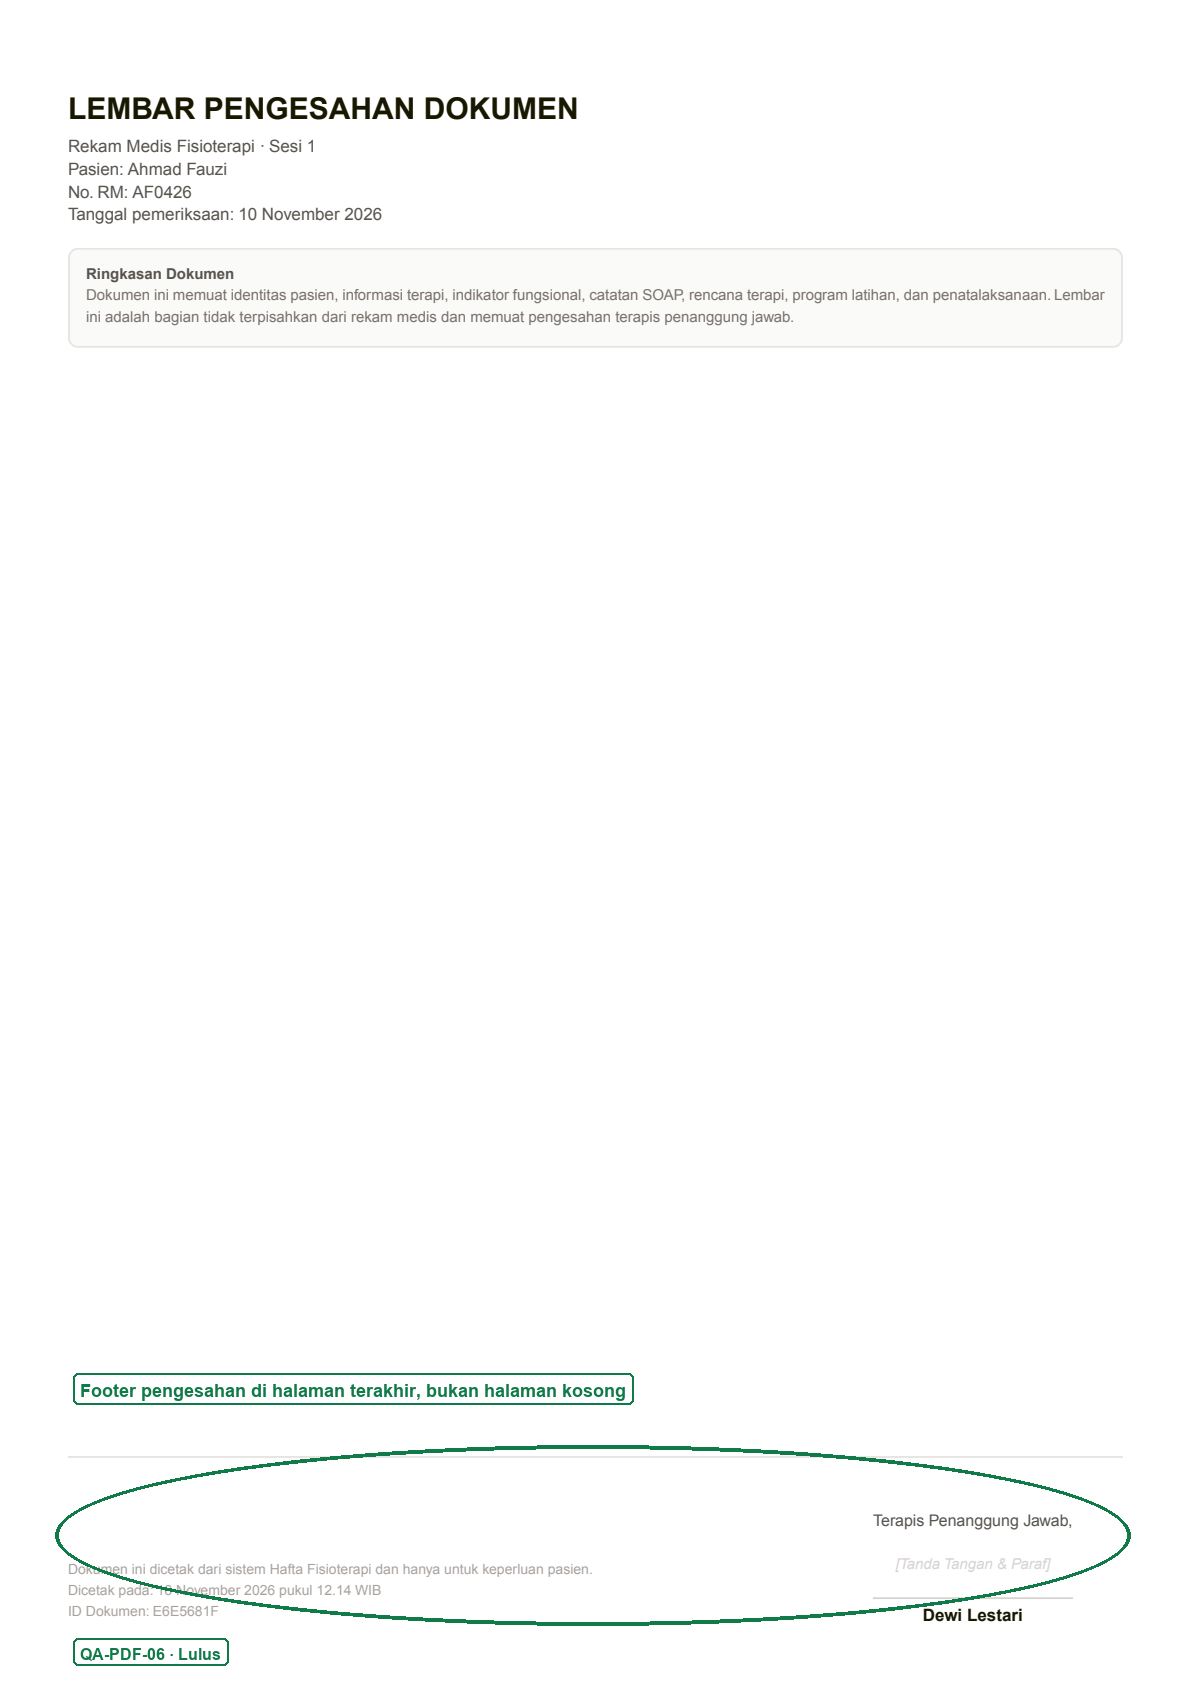 LEMBAR PENGESAHAN DOKUMEN
Rekam Medis Fisioterapi · Sesi 1
Pasien: Ahmad Fauzi
No. RM: AF0426
Tanggal pemeriksaan: 10 November 2026
Ringkasan Dokumen
Dokumen ini memuat identitas pasien, informasi terapi, indikator fungsional, catatan SOAP, rencana terapi, program latihan, dan penatalaksanaan. Lembar
ini adalah bagian tidak terpisahkan dari rekam medis dan memuat pengesahan terapis penanggung jawab.
Footer pengesahan di halaman terakhir, bukan halaman kosong
Terapis Penanggung Jawab,
[Tanda Tangan & Paraf]
Dokumen ini dicetak dari sistem Hafta Fisioterapi dan hanya untuk keperluan pasien.
Dicetak pada: 10 November 2026 pukul 12.14 WIB
ID Dokumen: E6E5681F
Dewi Lestari
QA-PDF-06 · Lulus